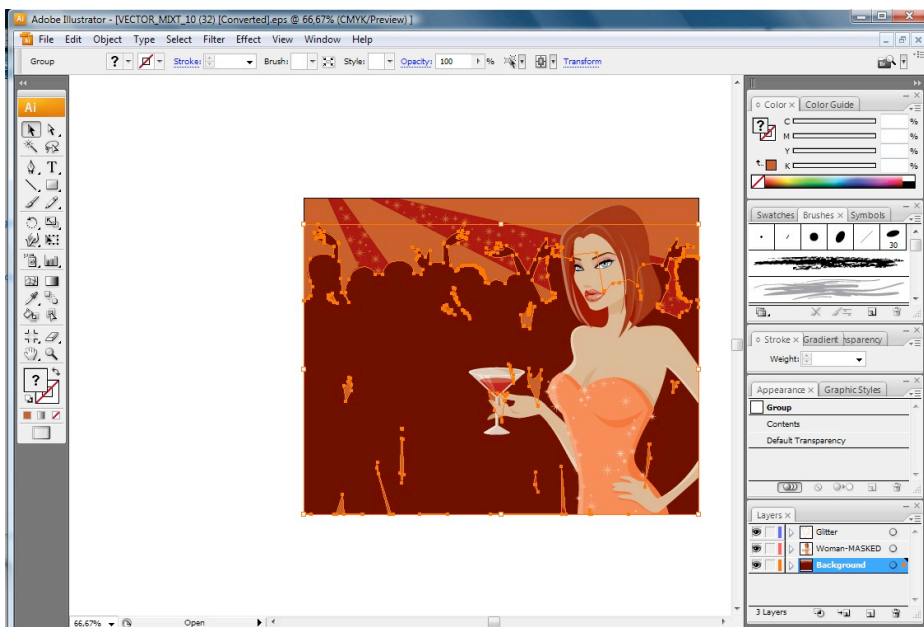 Adobe Illustrator - [VECTOR_MIXT_10 (32) [Converted].eps @ 66,67% (CMYK/Preview) ]
File Edit Object Type Select Filter Effect View Window Help
Group ? Stroke: Brush: Style: Opacity: 100 % Transform
Ai
Color × Color Guide
? C %
M %
Y %
K %
T
Swatches Brushes × Symbols
30
Stroke × Gradient nsparency
Weight:
Appearance × Graphic Styles
Group
Contents
Default Transparency
?
Layers ×
Glitter
Woman-MASKED
Background
3 Layers
66,67% Open